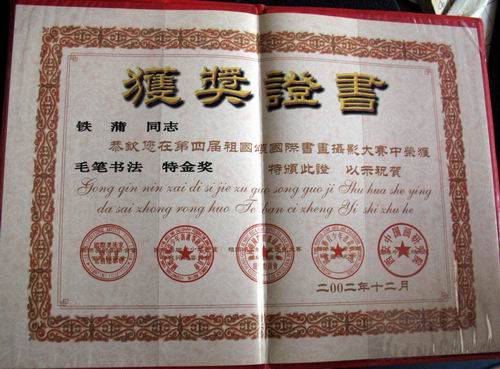 獲獎證書
铁 蒲 同志
恭欽您在第四届祖國頌國際書畫攝影大賽中榮獲
毛笔书法 特金奖 特頒此證 以示祝賀
Gong qin nin zai di si jie zu guo song guo ji Shu hua she ying
da sai zhong rong huo Te ban ci zheng Yi shi zhu he
二00二年十二月